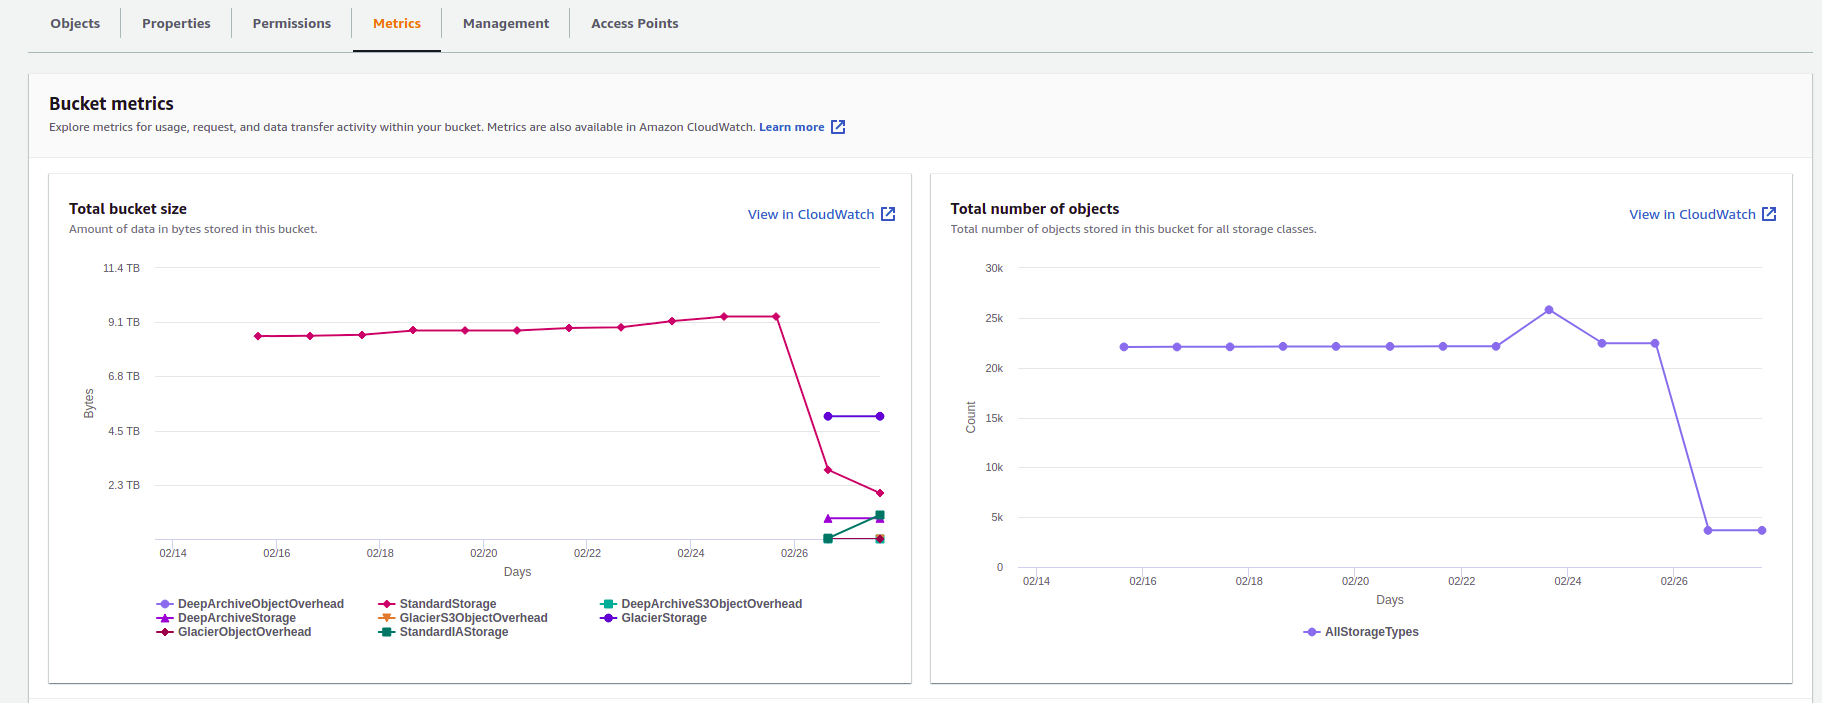 Objects Properties Permissions Metrics Management Access Points
Bucket metrics
Explore metrics for usage, request, and data transfer activity within your bucket. Metrics are also available in Amazon CloudWatch. Learn more
Total bucket size
View in CloudWatch
Amount of data in bytes stored in this bucket.
11.4 TB
9.1 TB
6.8 TB
4.5 TB
2.3 TB
Bytes
02/14 02/16 02/18 02/20 02/22 02/24 02/26
Days
DeepArchiveObjectOverhead StandardStorage DeepArchiveS3ObjectOverhead
DeepArchiveStorage GlacierS3ObjectOverhead GlacierStorage
GlacierObjectOverhead StandardIAStorage
Total number of objects
View in CloudWatch
Total number of objects stored in this bucket for all storage classes.
30k
25k
20k
15k
10k
5k
0
Count
02/14 02/16 02/18 02/20 02/22 02/24 02/26
Days
AllStorageTypes